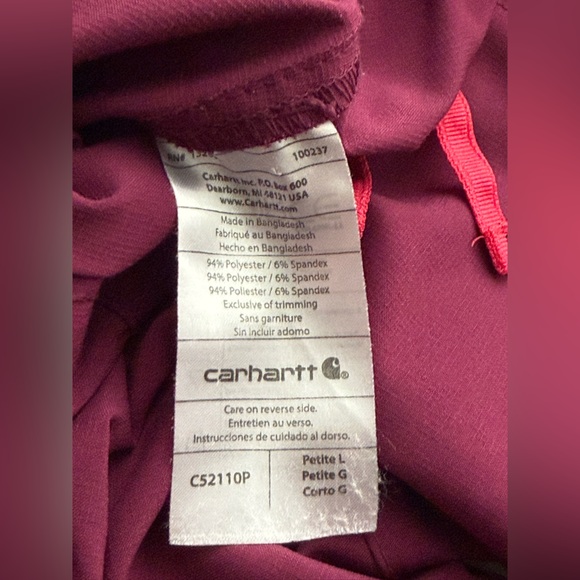 100237
Carhartt Inc. P.O. Box 600
Dearborn, MI 48121 USA
www.Carhartt.com
Made in Bangladesh
Fabriqué au Bangladesh
Hecho en Bangladesh
94% Polyester / 6% Spandex
94% Polyester / 6% Spandex
94% Poliester / 6% Spandex
Exclusive of trimming
Sans garniture
Sin incluir adorno
carhartt
Care on reverse side.
Entretien au verso.
Instrucciones de cuidado al dorso.
C52110P
Petite L
Petite G
Corto G